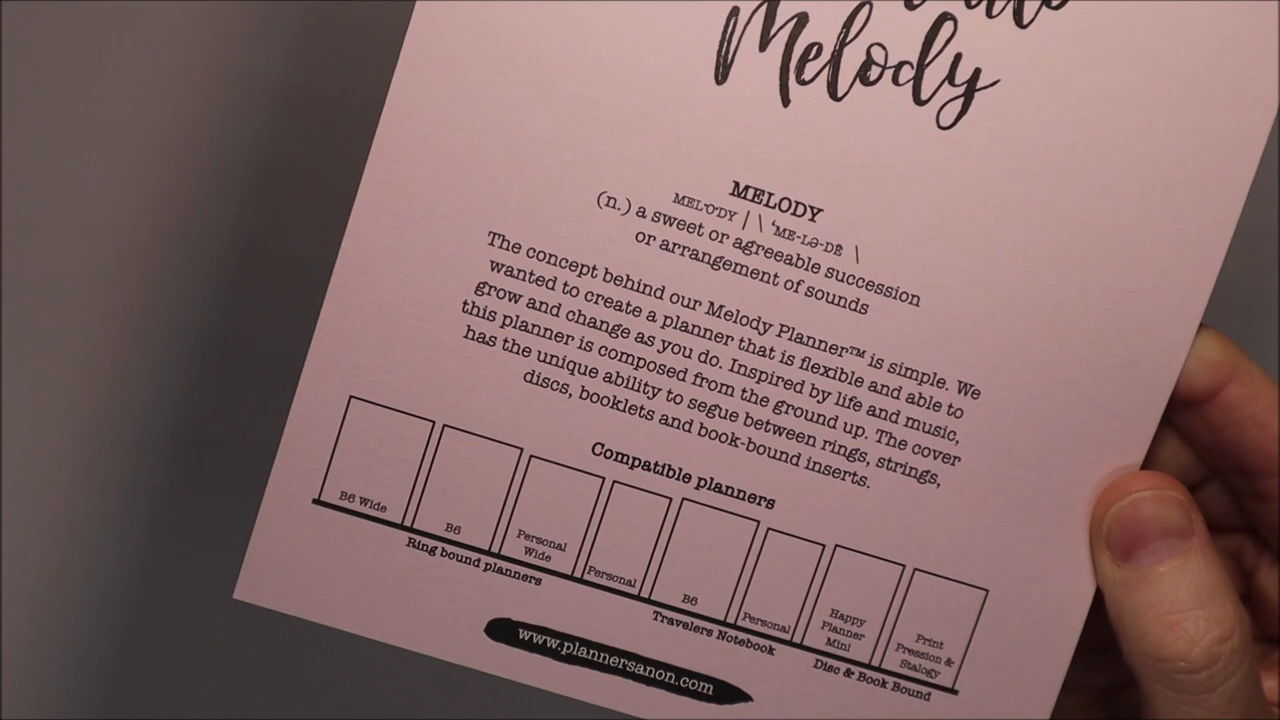 Melody
MELODY
MEL'O'DY | \ 'ME-LƏ-DĒ \
(n.) a sweet or agreeable succession
or arrangement of sounds
The concept behind our Melody Planner™ is simple. We
wanted to create a planner that is flexible and able to
grow and change as you do. Inspired by life and music,
this planner is composed from the ground up. The cover
has the unique ability to segue between rings, strings,
discs, booklets and book-bound inserts.
Compatible planners
B6 Wide
B6
Personal
Wide
Personal
B6
Personal
Happy
Planner
Mini
Print
Pression &
Stalogy
Ring bound planners
Travelers Notebook
Disc & Book Bound
www.plannersanon.com